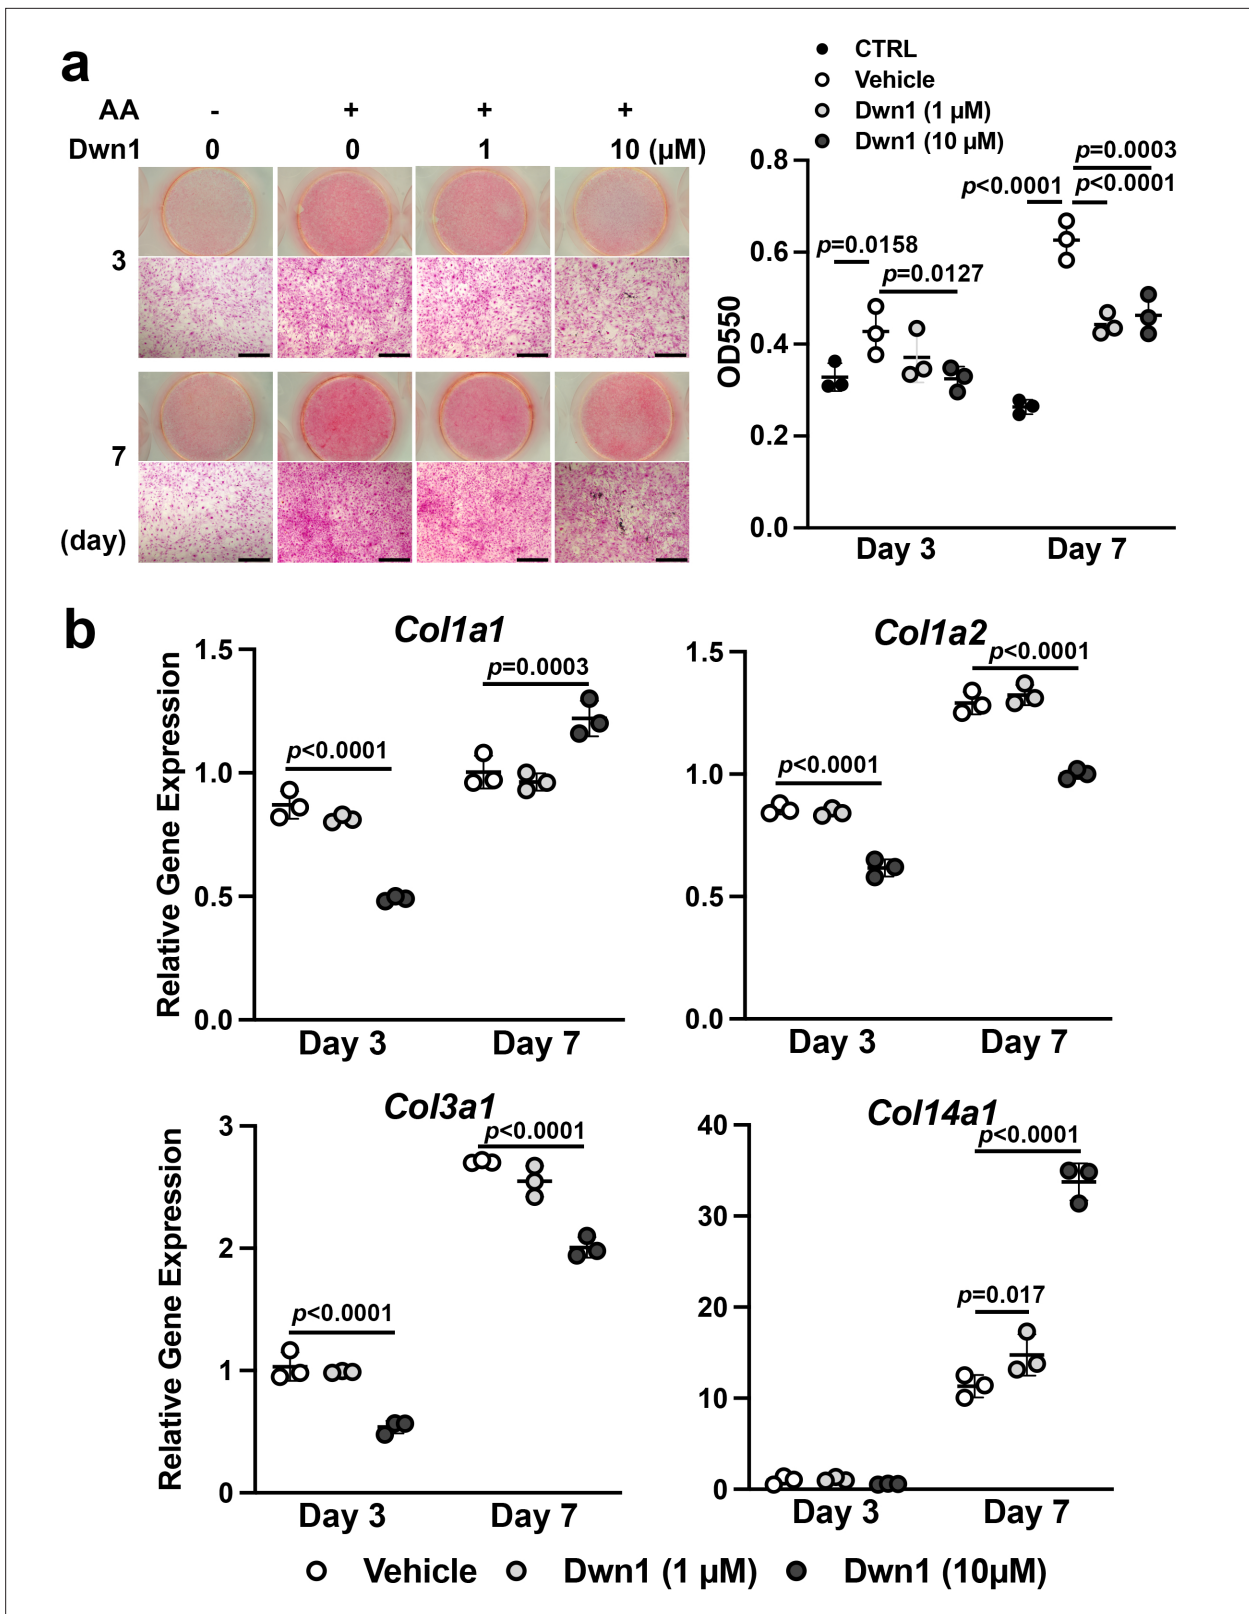 a
AA - + + +
Dwn1 0 0 1 10 (µM)
3
7
(day)
CTRL
Vehicle
Dwn1 (1 µM)
Dwn1 (10 µM)
OD550
0.8
0.6
0.4
0.2
0.0
p=0.0003
p<0.0001 p<0.0001
p=0.0158
p=0.0127
Day 3 Day 7
b
Col1a1
Relative Gene Expression
1.5
1.0
0.5
0.0
p=0.0003
p<0.0001
Day 3 Day 7
Col1a2
1.5
1.0
0.5
0.0
p<0.0001
p<0.0001
Day 3 Day 7
Col3a1
Relative Gene Expression
3
2
1
0
p<0.0001
p<0.0001
Day 3 Day 7
Col14a1
40
30
20
10
0
p<0.0001
p=0.017
Day 3 Day 7
Vehicle Dwn1 (1 µM) Dwn1 (10µM)